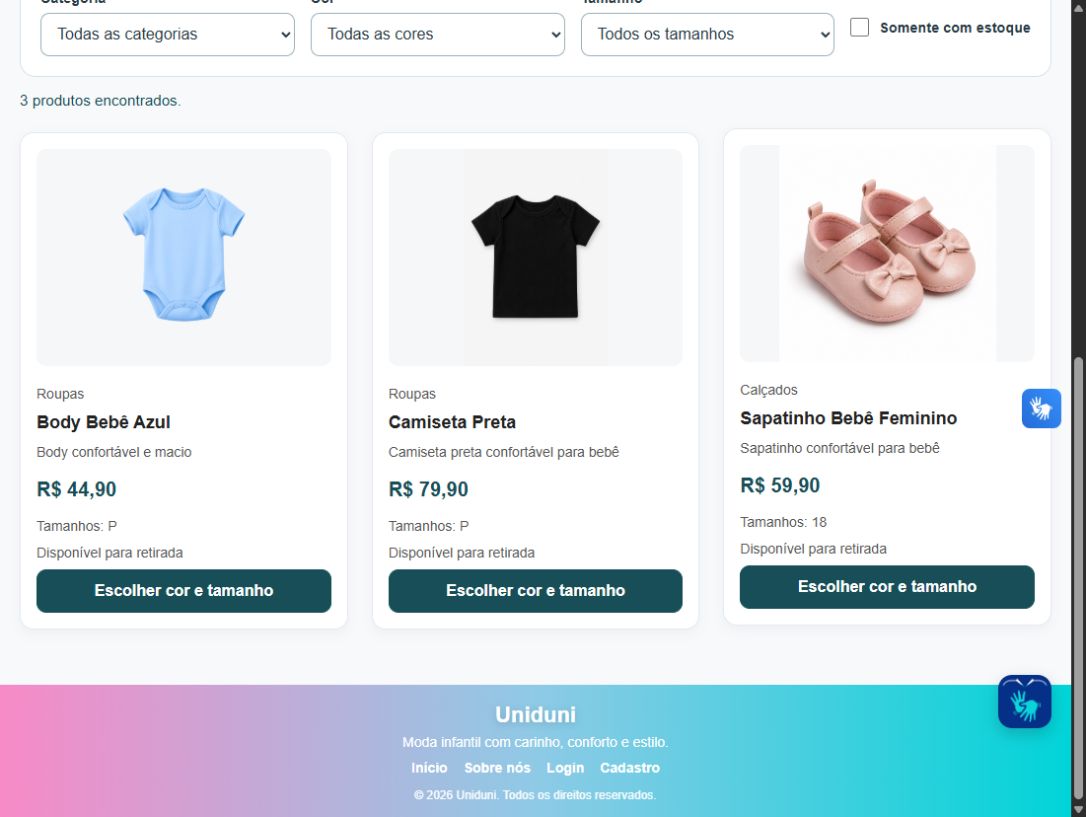 Categoria
Cor
Tamanho
Todas as categorias
Todas as cores
Todos os tamanhos
Somente com estoque
3 produtos encontrados.
Roupas
Body Bebê Azul
Body confortável e macio
R$ 44,90
Tamanhos: P
Disponível para retirada
Escolher cor e tamanho
Roupas
Camiseta Preta
Camiseta preta confortável para bebê
R$ 79,90
Tamanhos: P
Disponível para retirada
Escolher cor e tamanho
Calçados
Sapatinho Bebê Feminino
Sapatinho confortável para bebê
R$ 59,90
Tamanhos: 18
Disponível para retirada
Escolher cor e tamanho
Uniduni
Moda infantil com carinho, conforto e estilo.
Início Sobre nós Login Cadastro
© 2026 Uniduni. Todos os direitos reservados.